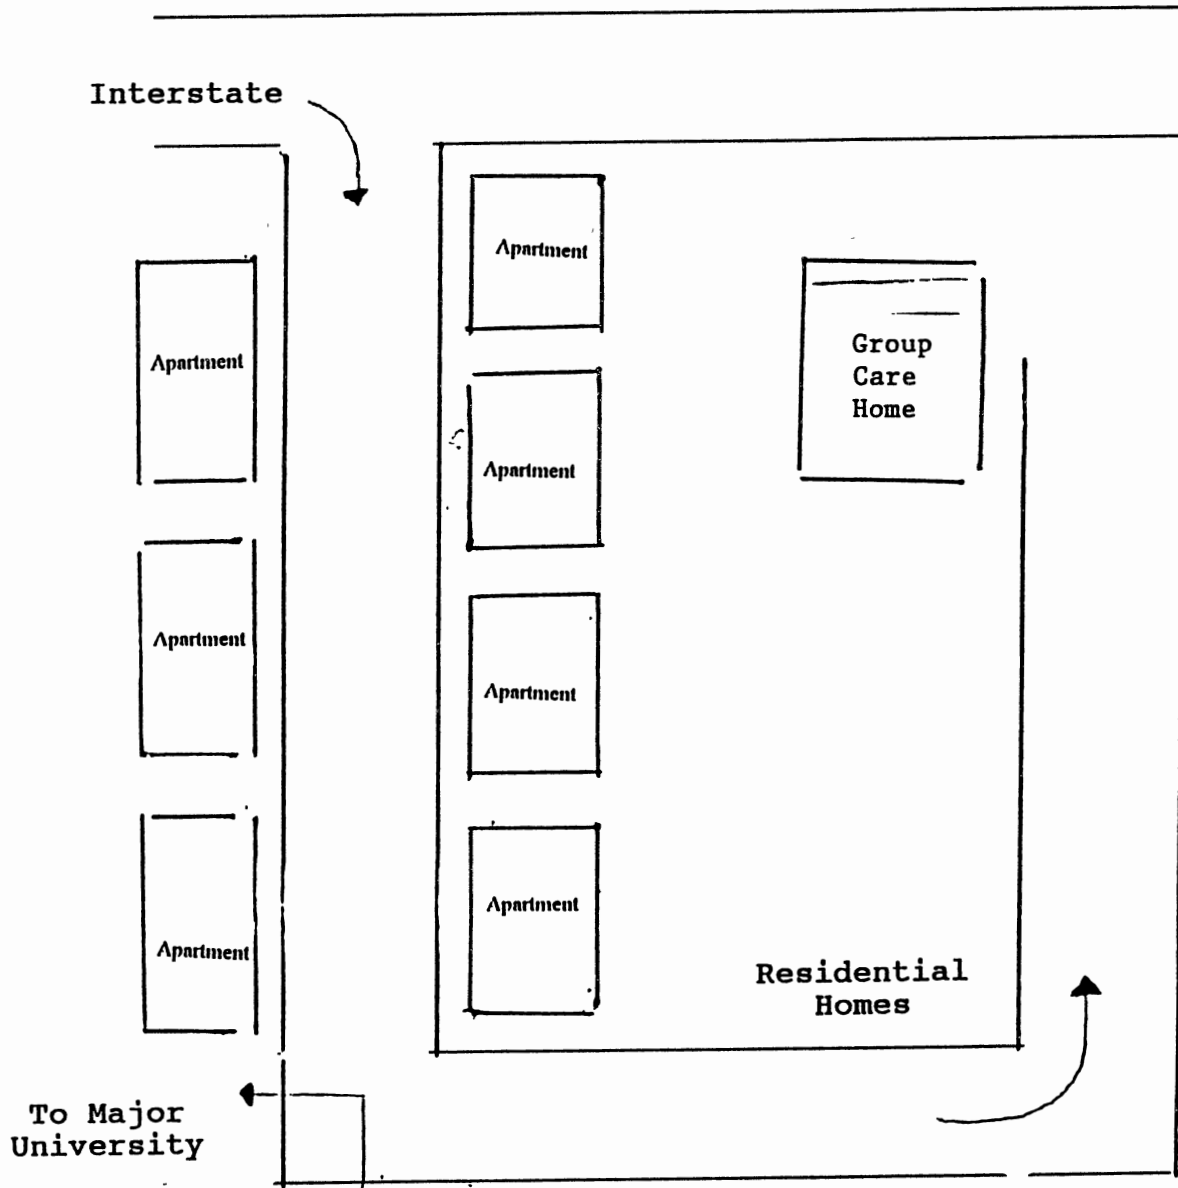 Interstate
Apartment
Apartment
Group
Care
Home
Apartment
Apartment
Apartment
Apartment
Apartment
Residential
Homes
To Major
University